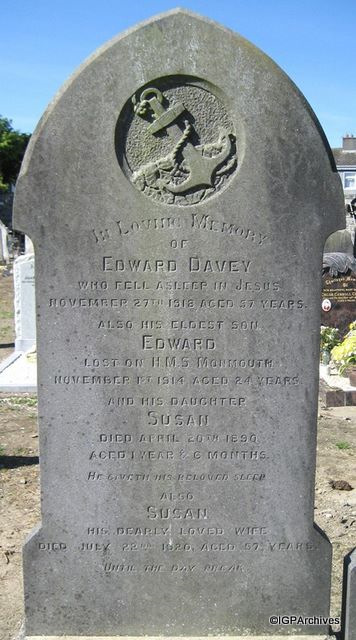 In Loving Memory
OF
EDWARD DAVEY
WHO FELL ASLEEP IN JESUS
NOVEMBER 27TH 1918 AGED 57 YEARS.
ALSO HIS ELDEST SON
EDWARD
LOST ON H.M.S MONMOUTH
NOVEMBER 1ST 1914 AGED 24 YEARS
AND HIS DAUGHTER
SUSAN
DIED APRIL 20TH 1890
AGED 1 YEAR & 6 MONTHS.
HE GIVETH HIS BELOVED SLEEP
ALSO
SUSAN
HIS DEARLY LOVED WIFE
DIED JULY 22ND 1920, AGED 57 YEARS.
UNTIL THE DAY BREAK.
©IGPArchives